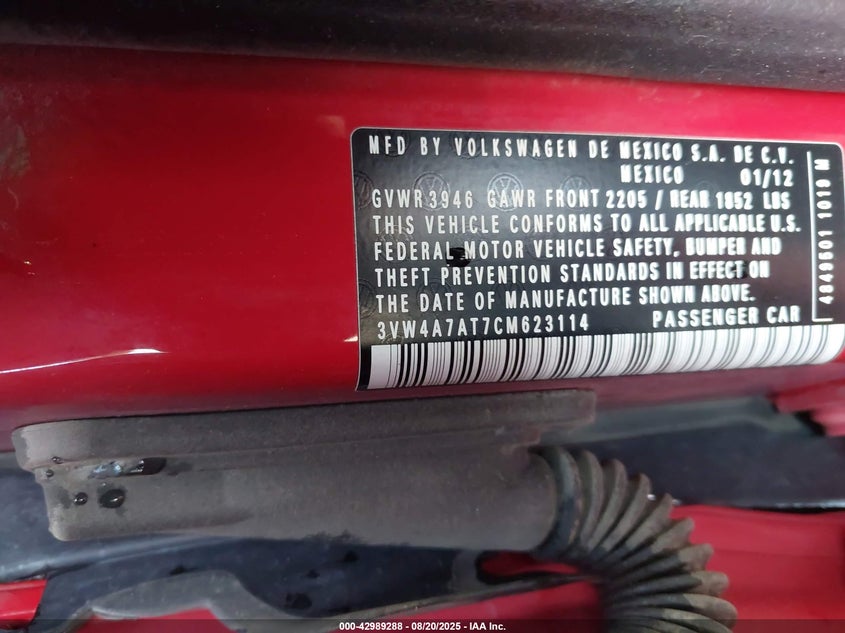 MFD BY VOLKSWAGEN DE MEXICO S.A. DE C.V.
MEXICO 01/12
GVWR 3946 GAWR FRONT 2205 / REAR 1852 LBS
THIS VEHICLE CONFORMS TO ALL APPLICABLE U.S.
FEDERAL MOTOR VEHICLE SAFETY, BUMPER AND
THEFT PREVENTION STANDARDS IN EFFECT ON
THE DATE OF MANUFACTURE SHOWN ABOVE.
3VW4A7AT7CM623114 PASSENGER CAR
000-42989288 - 08/20/2025 - IAA Inc.